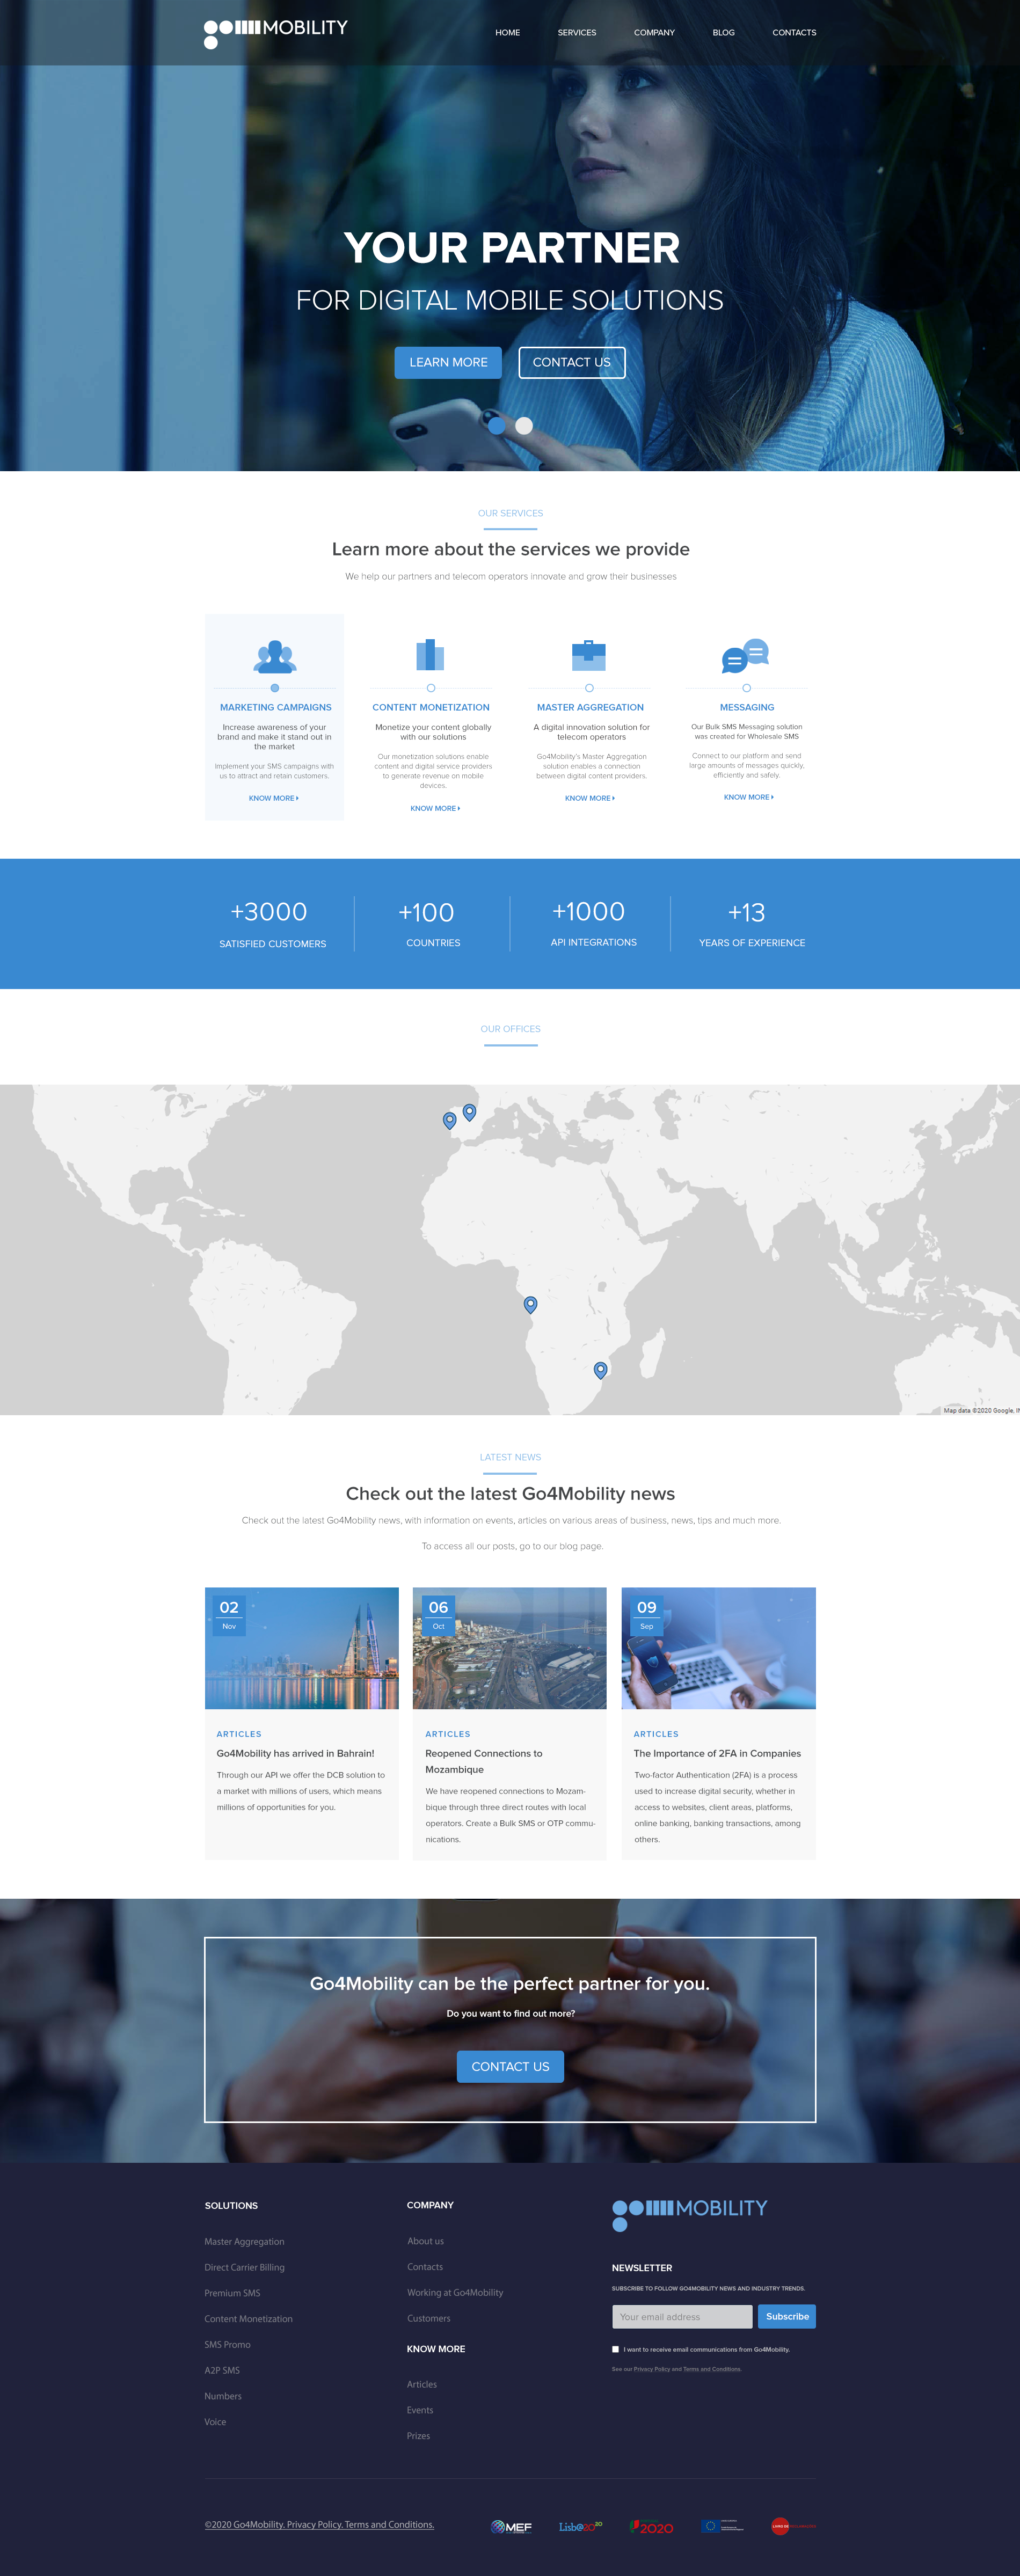 MOBILITY
HOME
SERVICES
COMPANY
BLOG
CONTACTS
YOUR PARTNER
FOR DIGITAL MOBILE SOLUTIONS
LEARN MORE
CONTACT US
OUR SERVICES
Learn more about the services we provide
We help our partners and telecom operators innovate and grow their businesses
MARKETING CAMPAIGNS
Increase awareness of your
brand and make it stand out in
the market
Implement your SMS campaigns with
us to attract and retain customers.
KNOW MORE
CONTENT MONETIZATION
Monetize your content globally
with our solutions
Our monetization solutions enable
content and digital service providers
to generate revenue on mobile
devices.
KNOW MORE
MASTER AGGREGATION
A digital innovation solution for
telecom operators
Go4Mobility's Master Aggregation
solution enables a connection
between digital content providers.
KNOW MORE
MESSAGING
Our Bulk SMS Messaging solution
was created for Wholesale SMS
Connect to our platform and send
large amounts of messages quickly,
efficiently and safely.
KNOW MORE
+3000
SATISFIED CUSTOMERS
+100
COUNTRIES
+1000
API INTEGRATIONS
+13
YEARS OF EXPERIENCE
OUR OFFICES
Map data ©2020 Google, IN
LATEST NEWS
Check out the latest Go4Mobility news
Check out the latest Go4Mobility news, with information on events, articles on various areas of business, news, tips and much more.
To access all our posts, go to our blog page.
02
Nov
ARTICLES
Go4Mobility has arrived in Bahrain!
Through our API we offer the DCB solution to
a market with millions of users, which means
millions of opportunities for you.
06
Oct
ARTICLES
Reopened Connections to
Mozambique
We have reopened connections to Mozam-
bique through three direct routes with local
operators. Create a Bulk SMS or OTP commu-
nications.
09
Sep
ARTICLES
The Importance of 2FA in Companies
Two-factor Authentication (2FA) is a process
used to increase digital security, whether in
access to websites, client areas, platforms,
online banking, banking transactions, among
others.
Go4Mobility can be the perfect partner for you.
Do you want to find out more?
CONTACT US
SOLUTIONS
Master Aggregation
Direct Carrier Billing
Premium SMS
Content Monetization
SMS Promo
A2P SMS
Numbers
Voice
COMPANY
About us
Contacts
Working at Go4Mobility
Customers
KNOW MORE
Articles
Events
Prizes
MOBILITY
NEWSLETTER
SUBSCRIBE TO FOLLOW GO4MOBILITY NEWS AND INDUSTRY TRENDS.
Your email address
Subscribe
I want to receive email communications from Go4Mobility.
See our Privacy Policy and Terms and Conditions.
©2020 Go4Mobility. Privacy Policy. Terms and Conditions.
MEF
Lisb@2020
2020
LIVRO DE RECLAMAÇÕES